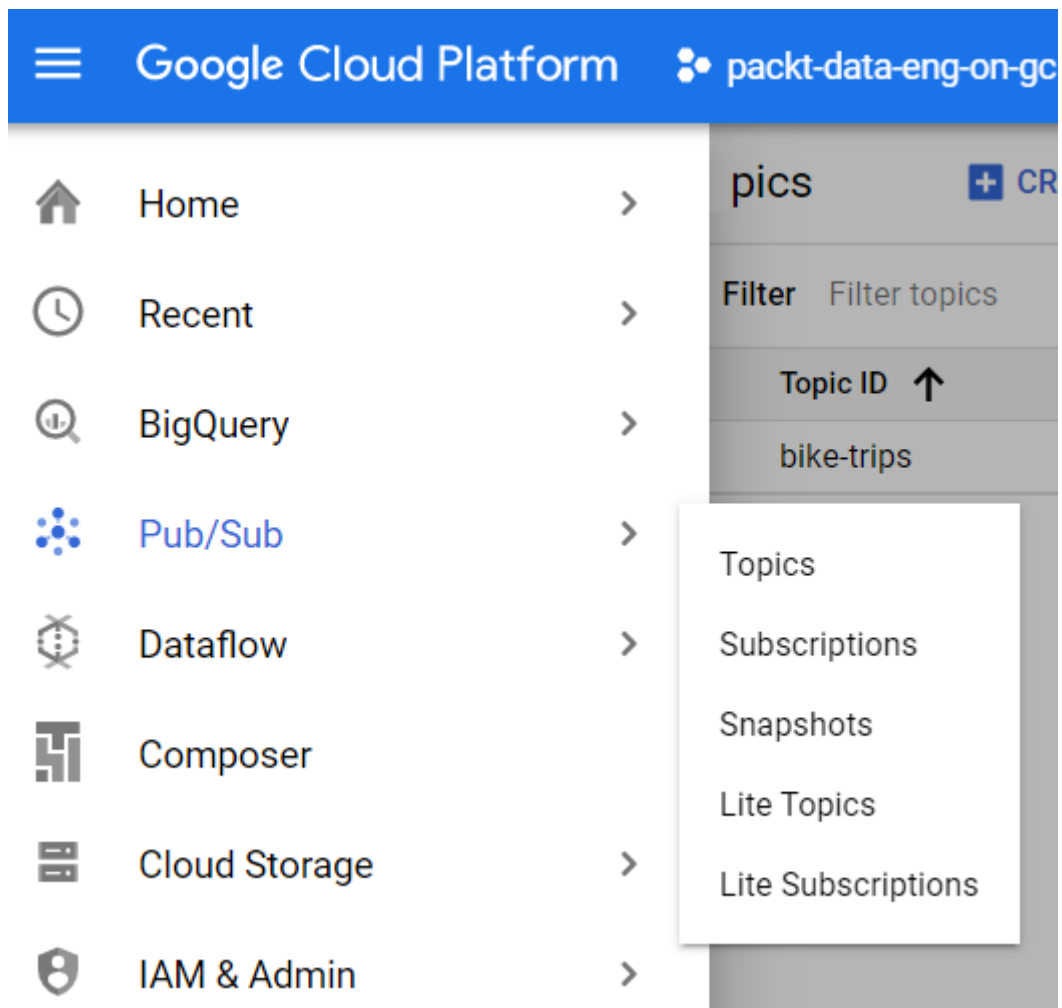 Google Cloud Platform packt-data-eng-on-gc
Home
Recent
BigQuery
Pub/Sub
Dataflow
Composer
Cloud Storage
IAM & Admin
pics CR
Filter Filter topics
Topic ID
bike-trips
Topics
Subscriptions
Snapshots
Lite Topics
Lite Subscriptions